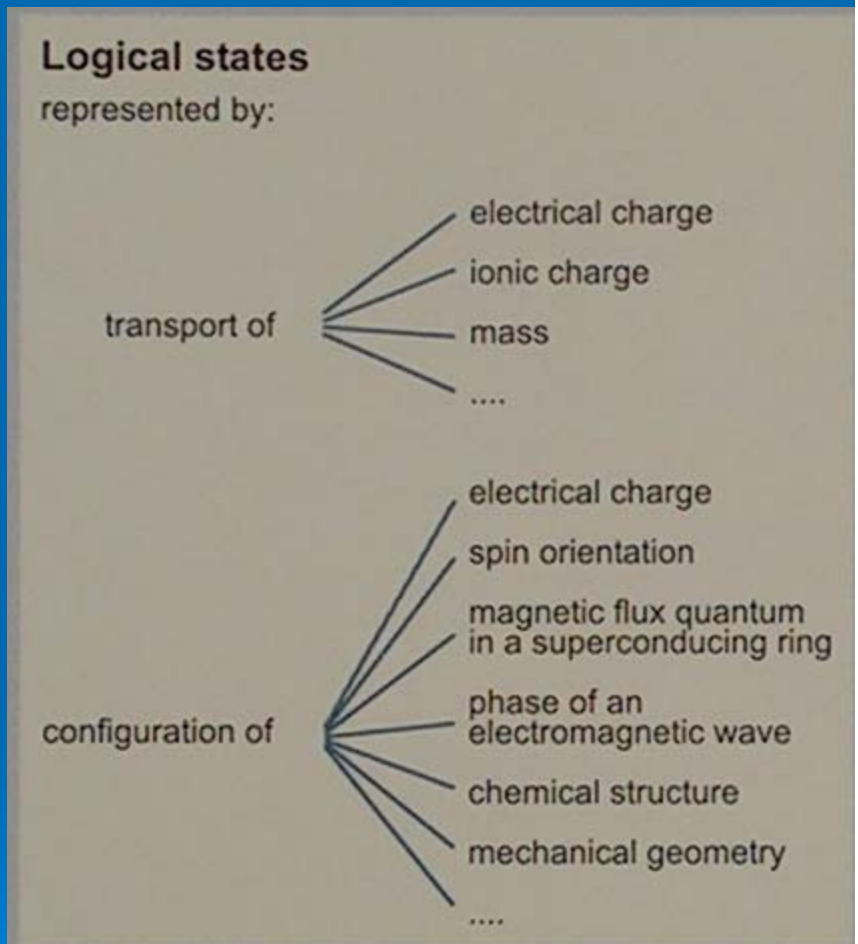 Logical states
represented by:
transport of
electrical charge
ionic charge
mass
....
configuration of
electrical charge
spin orientation
magnetic flux quantum
in a superconducing ring
phase of an
electromagnetic wave
chemical structure
mechanical geometry
....